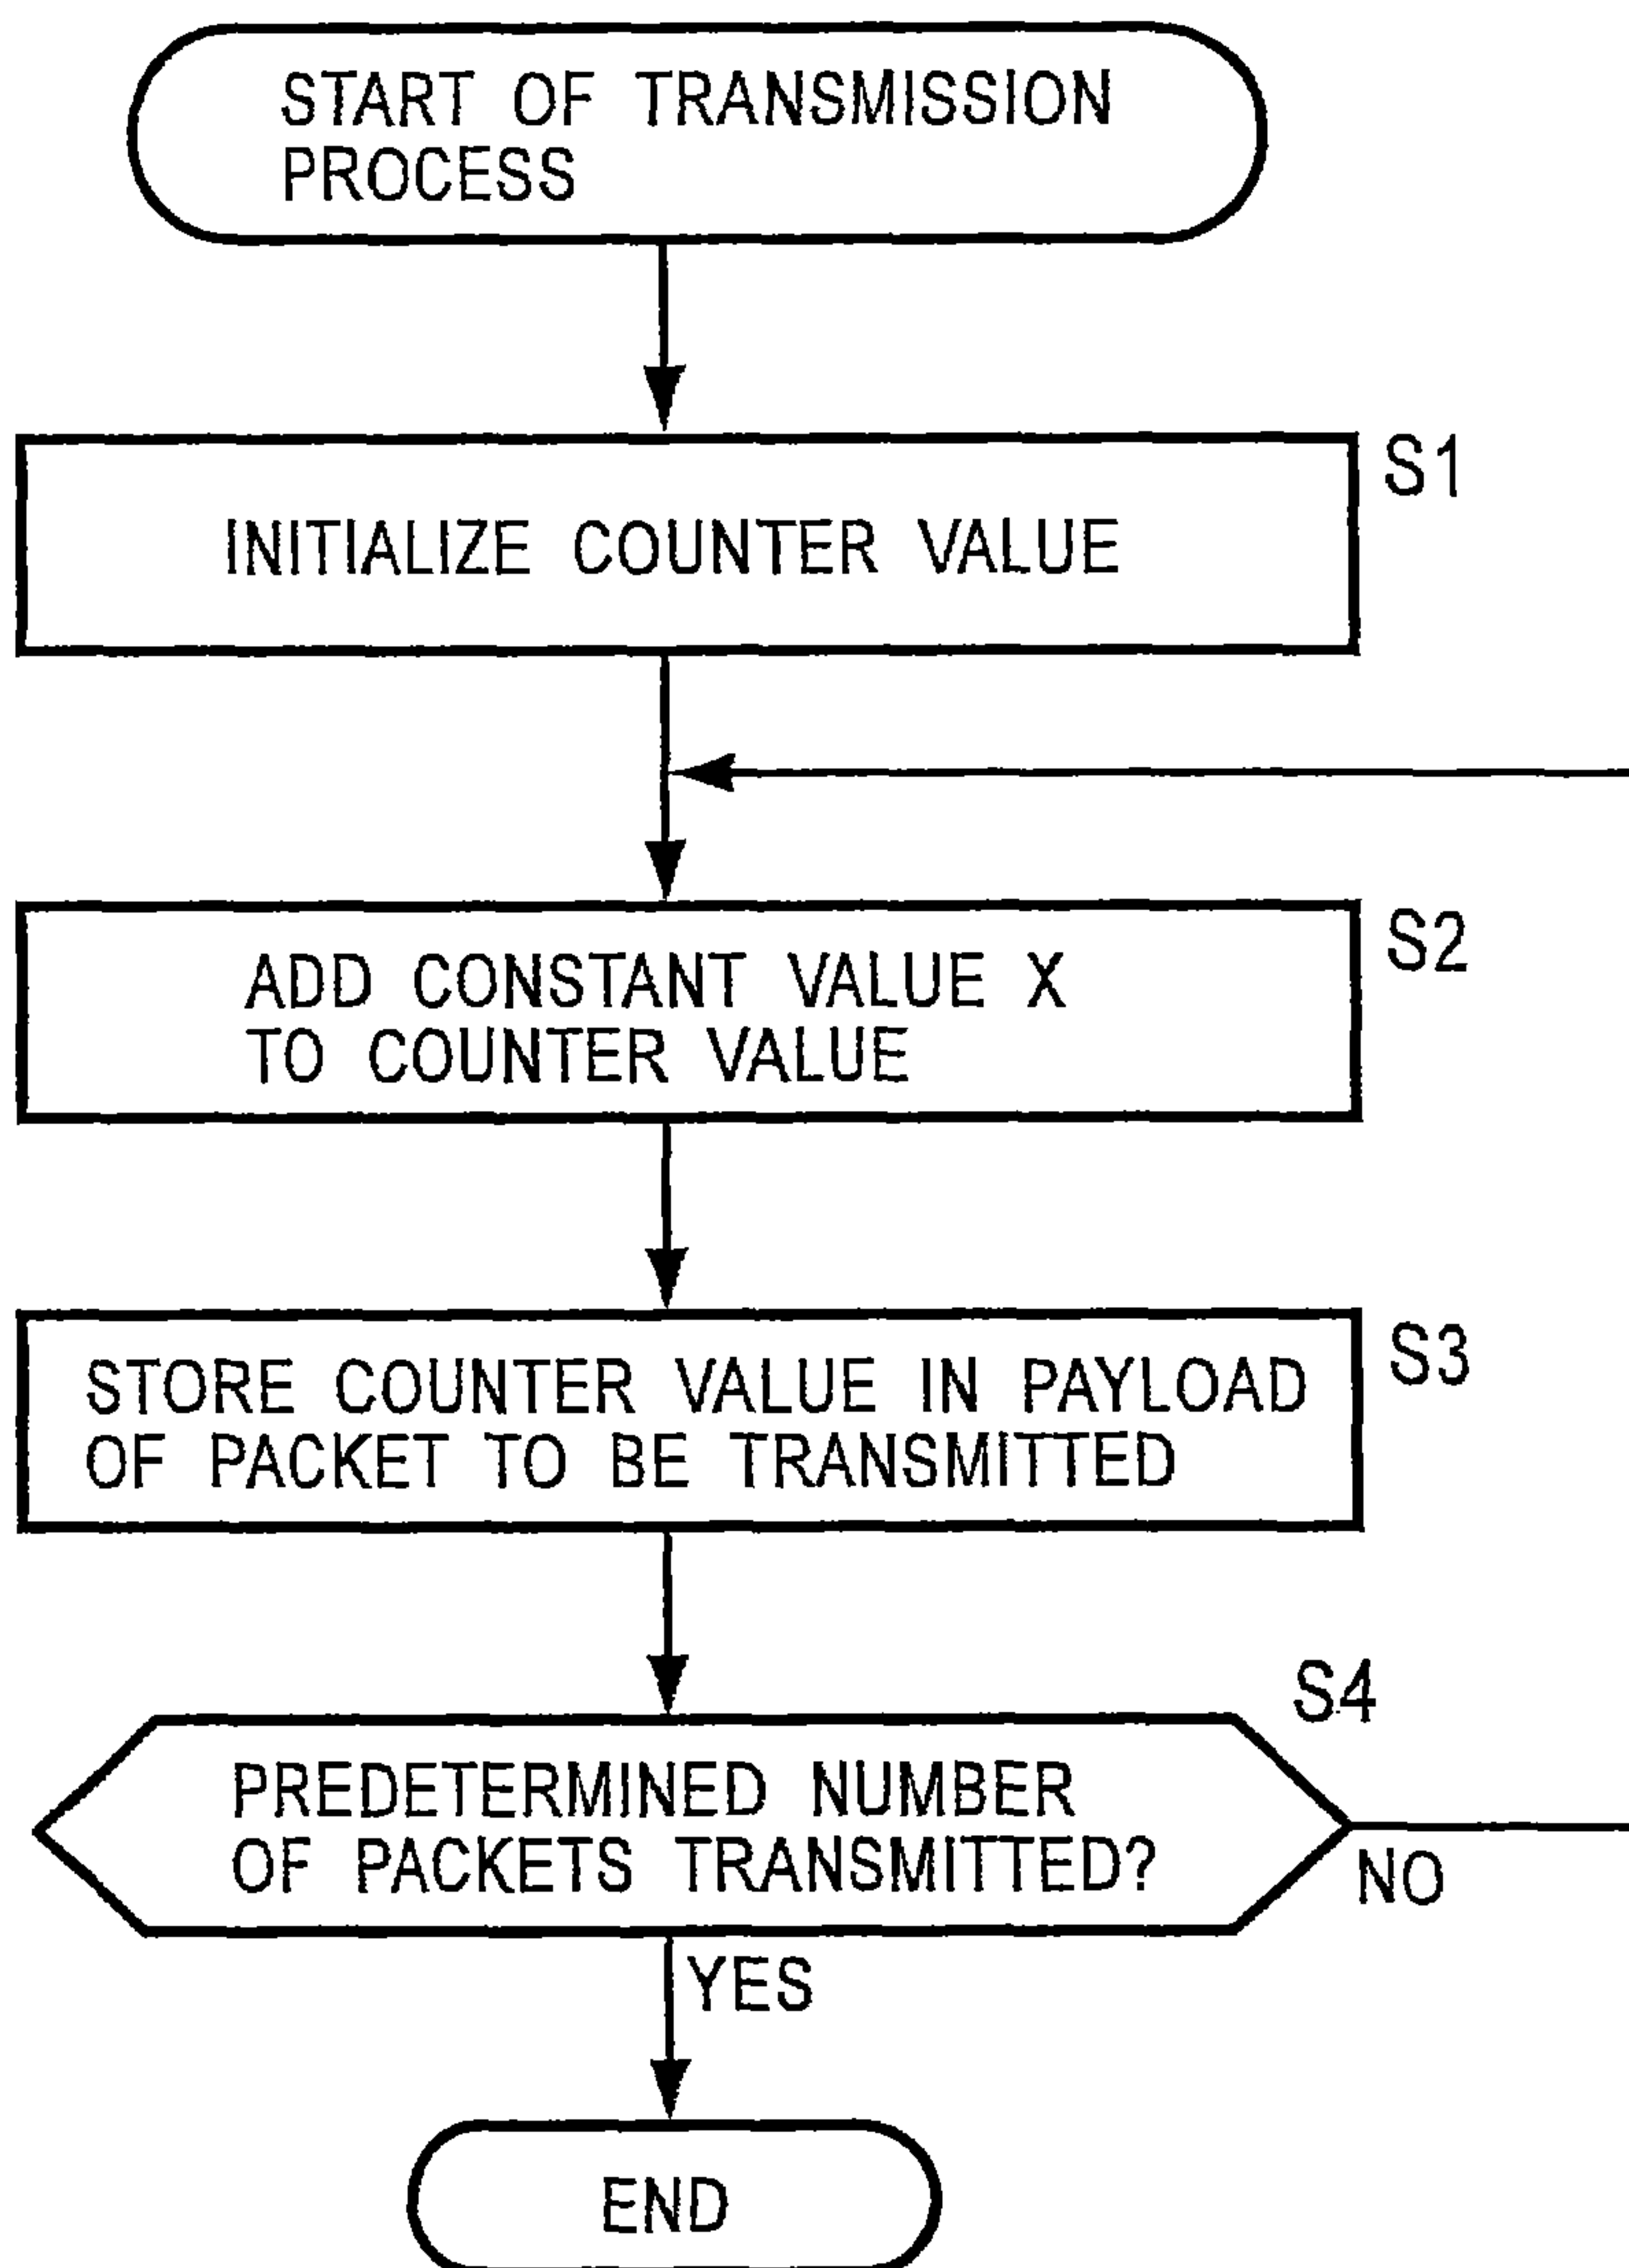 START OF TRANSMISSION
PROCESS
S1
INITIALIZE COUNTER VALUE
S2
ADD CONSTANT VALUE X
TO COUNTER VALUE
S3
STORE COUNTER VALUE IN PAYLOAD
OF PACKET TO BE TRANSMITTED
S4
PREDETERMINED NUMBER
OF PACKETS TRANSMITTED?
NO
YES
END